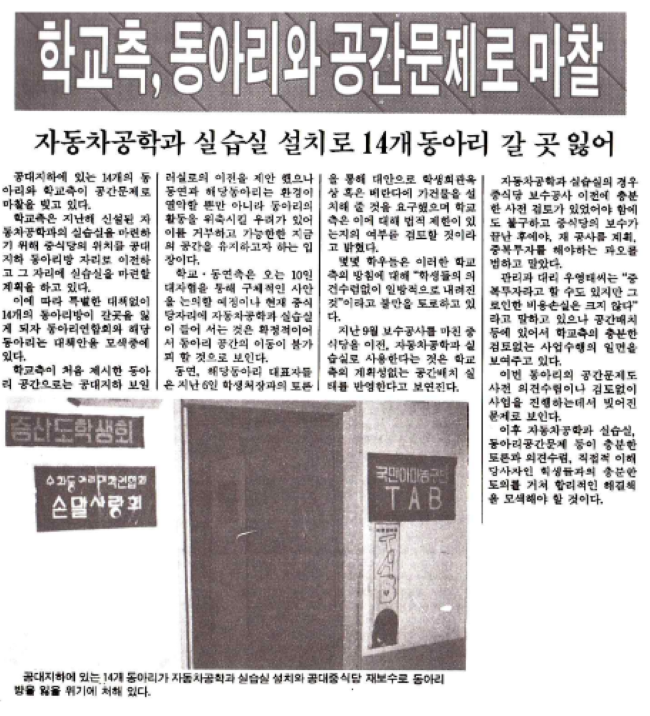 학교측, 동아리와 공간문제로 마찰
자동차공학과 실습실 설치로 14개 동아리 갈 곳 잃어
공대지하에 있는 14개의 동
아리와 학교측이 공간문제로
마찰을 빚고 있다.
학교측은 지난해 신설된 자
동차공학과의 실습실을 마련하
기 위해 중식당의 위치를 공대
지하 동아리방 자리로 이전하
고 그 자리에 실습실을 마련할
계획을 하고 있다.
이에 따라 특별한 대책없이
14개의 동아리방이 갈곳을 잃
게 되자 동아리연합회와 해당
동아리는 대책안을 모색중에
있다.
학교측이 처음 제시한 동아
리 공간으로는 공대지하 보일
러실로의 이전을 제안 했으나
동연과 해당동아리는 환경이
열악할 뿐만 아니라 동아리의
활동을 위축시킬 우려가 있어
이를 거부하고 가능한한 지금
의 공간을 유지하고자 하는 입
장이다.
학교·동연측은 오는 10일
대자협을 통해 구체적인 사안
을 논의할 예정이나 현재 중식
당자리에 자동차공학과 실습실
이 들어 서는 것은 확정적이어
서 동아리 공간의 이동이 불가
피 할 것으로 보인다.
동연, 해당동아리 대표자들
은 지난 6일 학생처장과의 토론
을 통해 대안으로 학생회관옥
상 혹은 베란다에 가건물을 설
치해 줄 것을 요구했으며 학교
측은 이에 대해 법적 제한이 있
는지의 여부를 검토할 것이라
고 밝혔다.
몇몇 학우들은 이러한 학교
측의 방침에 대해 “학생들의 의
견수렴없이 일방적으로 내려진
것”이라고 불만을 토로하고 있
다.
지난 9월 보수공사를 마친 중
식당을 이전, 자동차공학과 실
습실로 사용한다는 것은 학교
측의 계획성없는 공간배치 실
태를 반영한다고 보연진다.
자동차공학과 실습실의 경우
중식당 보수공사 이전에 충분
한 사전 검토가 있었어야 함에
도 불구하고 중식당의 보수가
끝난 후에야, 재 공사를 계획,
중복투자를 해야하는 과오를
범하고 말았다.
관리과 대리 우영태씨는 “중
복투자라고 할 수도 있지만 그
로인한 비용손실은 크지 않다”
라고 말하고 있으나 공간배치
등에 있어서 학교측의 충분한
검토없는 사업수행의 일면을
보여주고 있다.
이번 동아리의 공간문제도
사전 의견수렴이나 검토없이
사업을 진행하는데서 빚어진
문제로 보인다.
이후 자동차공학과 실습실,
동아리공간문제 등이 충분한
토론과 의견수렴, 직접적 이해
당사자인 학생들과의 충분한
토의를 거쳐 합리적인 해결책
을 모색해야 할 것이다.
증산도학생회
손말사랑회
국민아마농구단
TAB
TAB
공대지하에 있는 14개 동아리가 자동차공학과 실습실 설치와 공대중식당 재보수로 동아리
방을 잃을 위기에 처해 있다.